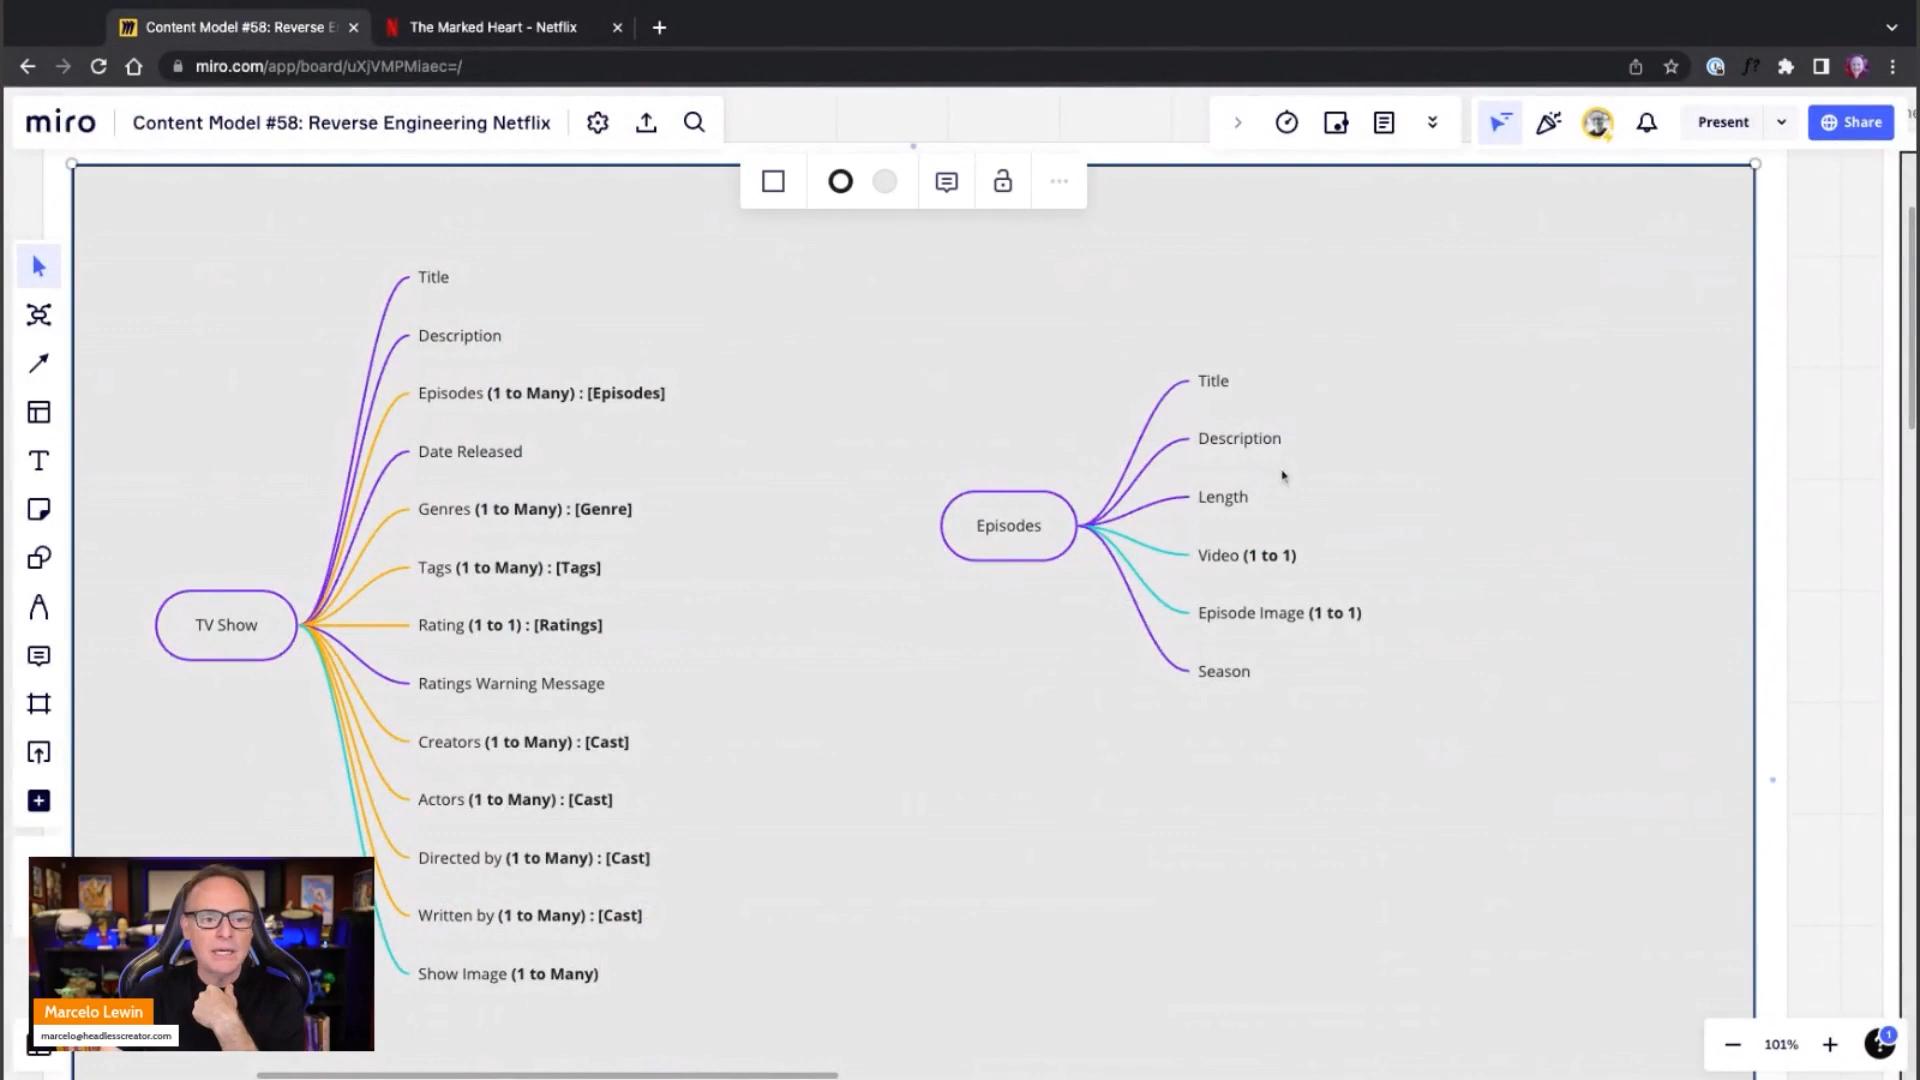 Content Model #58: Reverse E
The Marked Heart - Netflix
miro.com/app/board/uXjVMPMiaec=/
miro
Content Model #58: Reverse Engineering Netflix
Present
Share
Title
Description
Episodes (1 to Many) : [Episodes]
Date Released
Genres (1 to Many) : [Genre]
Tags (1 to Many) : [Tags]
TV Show
Rating (1 to 1) : [Ratings]
Ratings Warning Message
Creators (1 to Many) : [Cast]
Actors (1 to Many) : [Cast]
Directed by (1 to Many) : [Cast]
Written by (1 to Many) : [Cast]
Show Image (1 to Many)
Title
Description
Length
Episodes
Video (1 to 1)
Episode Image (1 to 1)
Season
Marcelo Lewin
marcelo@headlesscreator.com
101%
1